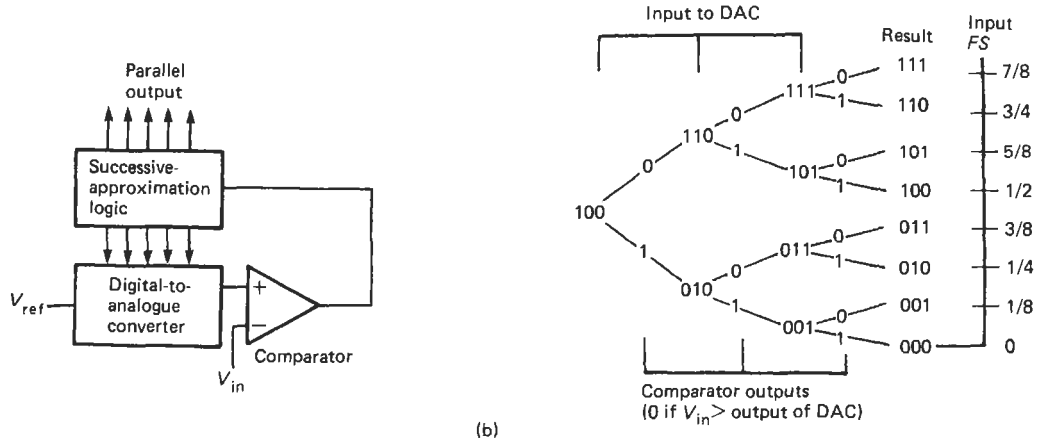 Parallel
output
Successive-
approximation
logic
Digital-to-
analogue
converter
V ref
+
−
Comparator
V in
Input to DAC
Result
Input
FS
111 0 111 7/8
1 110 3/4
0
110
1
101 0 101 5/8
1 100 1/2
0
100
1
011 0 011 3/8
1 010 1/4
0
010
1
001 0 001 1/8
1 000 0
Comparator outputs
(0 if V in > output of DAC)
(b)